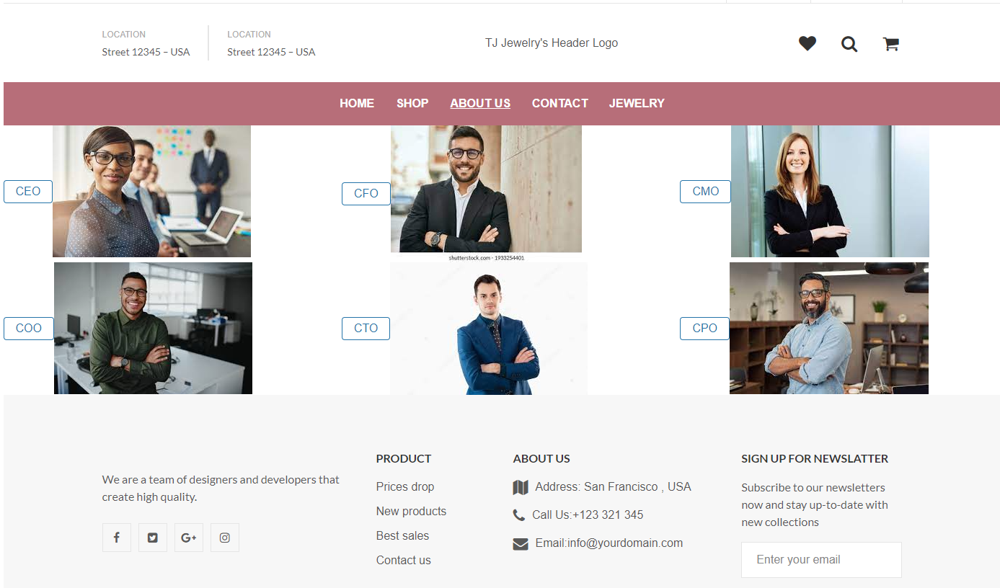 LOCATION
Street 12345 – USA
LOCATION
Street 12345 – USA
TJ Jewelry's Header Logo
HOME SHOP ABOUT US CONTACT JEWELRY
CEO
CFO
CMO
shutterstock.com · 1933254401
COO
CTO
CPO
We are a team of designers and developers that
create high quality.
PRODUCT
Prices drop
New products
Best sales
Contact us
ABOUT US
Address: San Francisco , USA
Call Us:+123 321 345
Email:info@yourdomain.com
SIGN UP FOR NEWSLATTER
Subscribe to our newsletters
now and stay up-to-date with
new collections
Enter your email